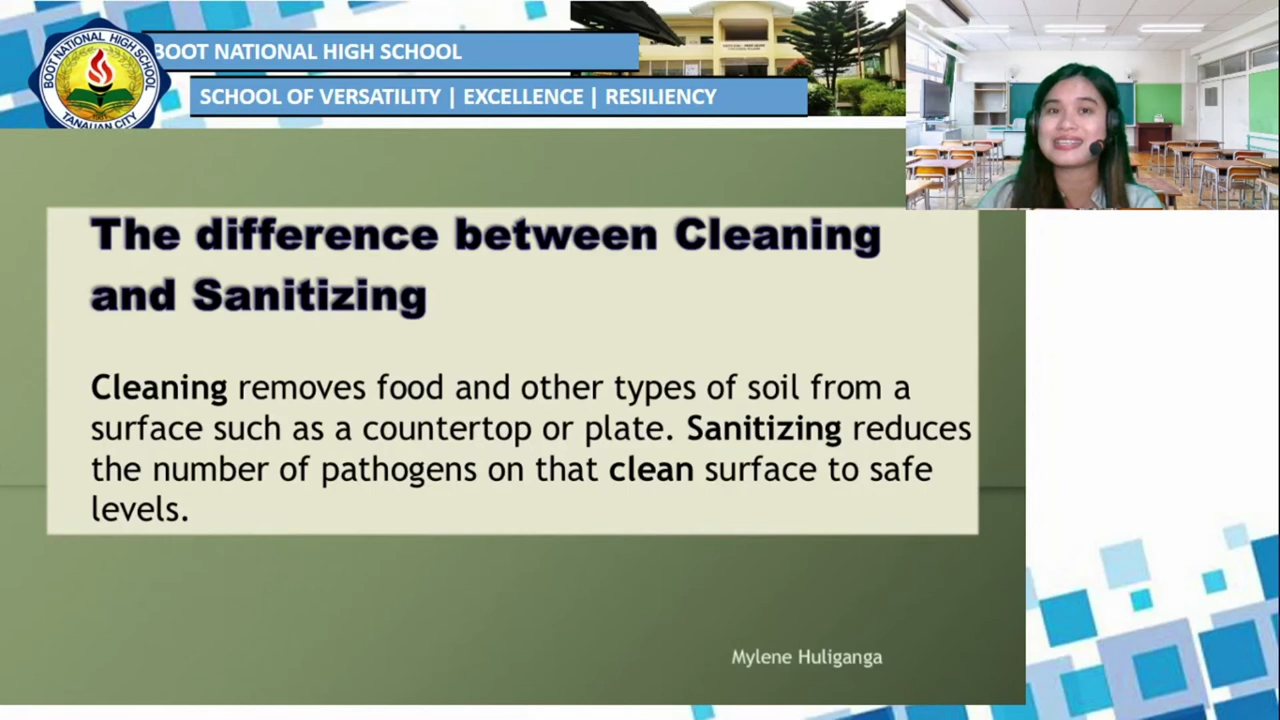 BOOT NATIONAL HIGH SCHOOL
SCHOOL OF VERSATILITY | EXCELLENCE | RESILIENCY
BOOT NATIONAL HIGH SCHOOL
TANAUAN CITY
The difference between Cleaning
and Sanitizing
Cleaning removes food and other types of soil from a
surface such as a countertop or plate. Sanitizing reduces
the number of pathogens on that clean surface to safe
levels.
Mylene Huliganga